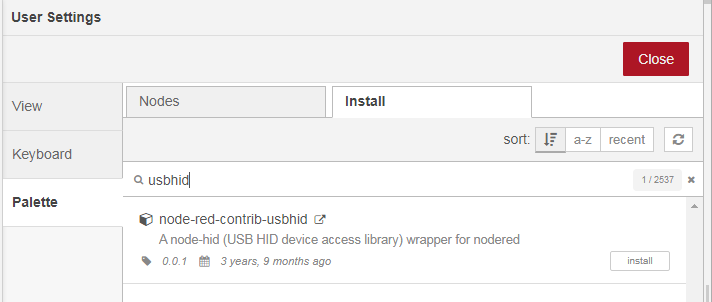 User Settings
Close
View
Keyboard
Palette
Nodes
Install
sort: a-z recent
usbhid 1 / 2537
node-red-contrib-usbhid
A node-hid (USB HID device access library) wrapper for nodered
0.0.1 3 years, 9 months ago install